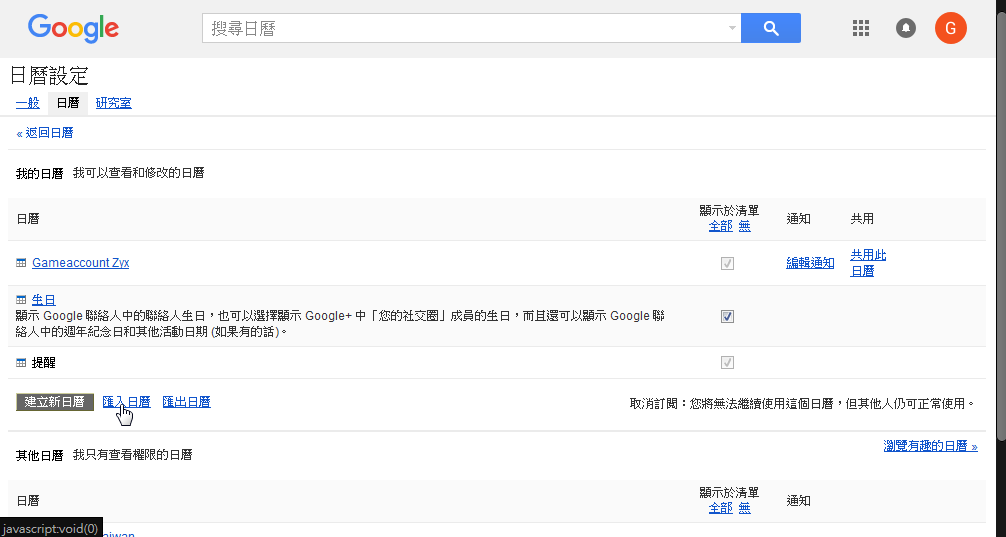 Google
搜尋日曆
G
日曆設定
一般 日曆 研究室
« 返回日曆
我的日曆 我可以查看和修改的日曆
日曆 顯示於清單 通知 共用
全部 無
Gameaccount Zyx 編輯通知 共用此
日曆
生日
顯示 Google 聯絡人中的聯絡人生日，也可以選擇顯示 Google+ 中「您的社交圈」成員的生日，而且還可以顯示 Google 聯
絡人中的週年紀念日和其他活動日期 (如果有的話)。
提醒
建立新日曆 匯入日曆 匯出日曆 取消訂閱：您將無法繼續使用這個日曆，但其他人仍可正常使用。
瀏覽有趣的日曆 »
其他日曆 我只有查看權限的日曆
日曆 顯示於清單 通知
全部 無
javascript:void(0)